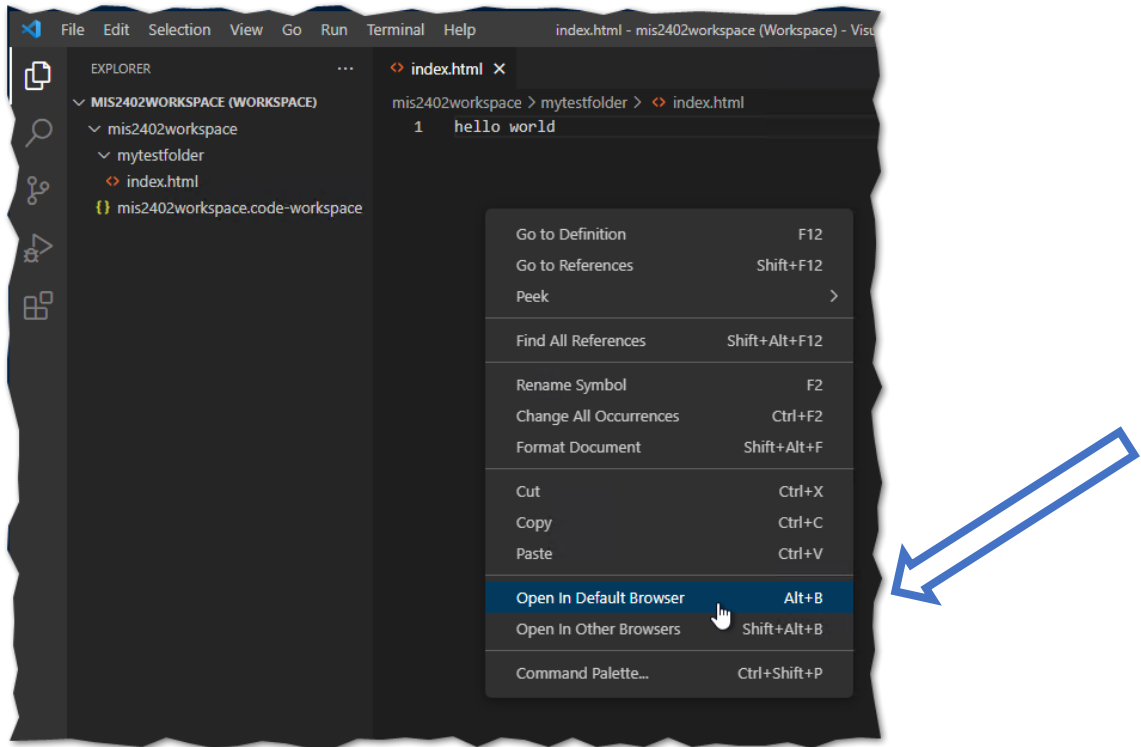 File Edit Selection View Go Run Terminal Help index.html - mis2402workspace (Workspace) -
EXPLORER ...
MIS2402WORKSPACE (WORKSPACE)
mis2402workspace
mytestfolder
index.html
mis2402workspace.code-workspace
index.html
mis2402workspace > mytestfolder > index.html
1 hello world
Go to Definition F12
Go to References Shift+F12
Peek
Find All References Shift+Alt+F12
Rename Symbol F2
Change All Occurrences Ctrl+F2
Format Document Shift+Alt+F
Cut Ctrl+X
Copy Ctrl+C
Paste Ctrl+V
Open In Default Browser Alt+B
Open In Other Browsers Shift+Alt+B
Command Palette... Ctrl+Shift+P